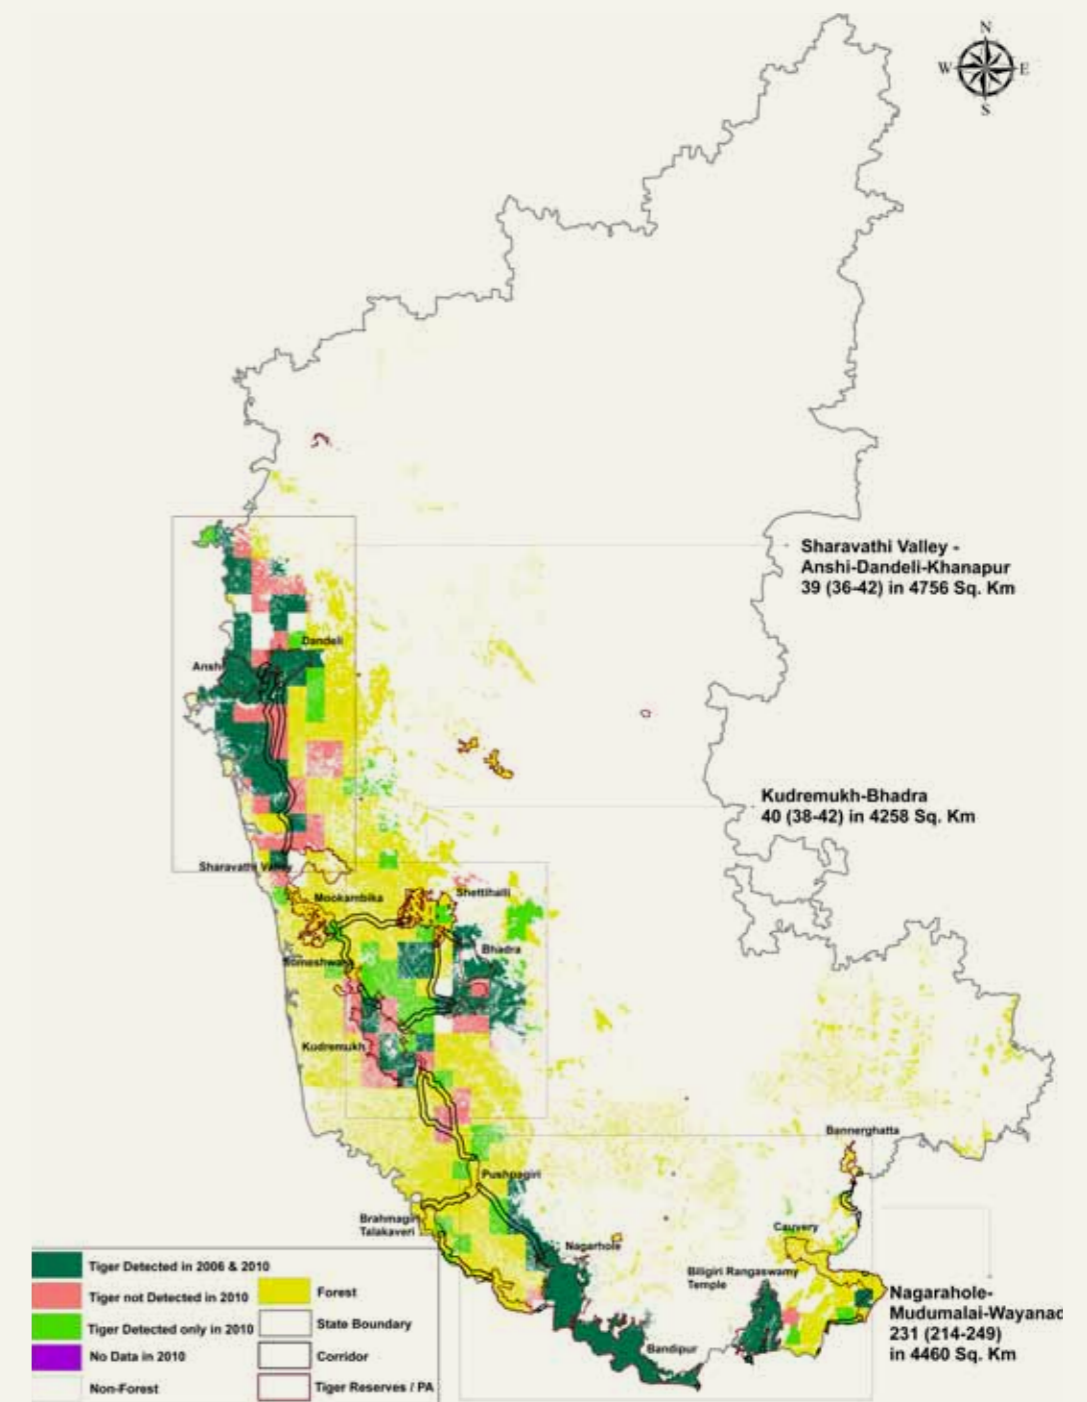 N
W E
S
Sharavathi Valley -
Anshi-Dandeli-Khanapur
39 (36-42) in 4756 Sq. Km
Dandeli
Anshi
Kudremukh-Bhadra
40 (38-42) in 4258 Sq. Km
Sharavathi Valley
Mookambika
Shettihalli
Someshwara
Bhadra
Kudremukh
Bannerghatta
Pushpagiri
Brahmagiri
Talakaveri
Cauvery
Nagarhole
Biligiri Rangaswamy
Temple
Bandipur
Nagarahole-
Mudumalai-Wayanad
231 (214-249)
in 4460 Sq. Km
Tiger Detected in 2006 & 2010
Tiger not Detected in 2010
Forest
Tiger Detected only in 2010
State Boundary
No Data in 2010
Corridor
Non-Forest
Tiger Reserves / PA